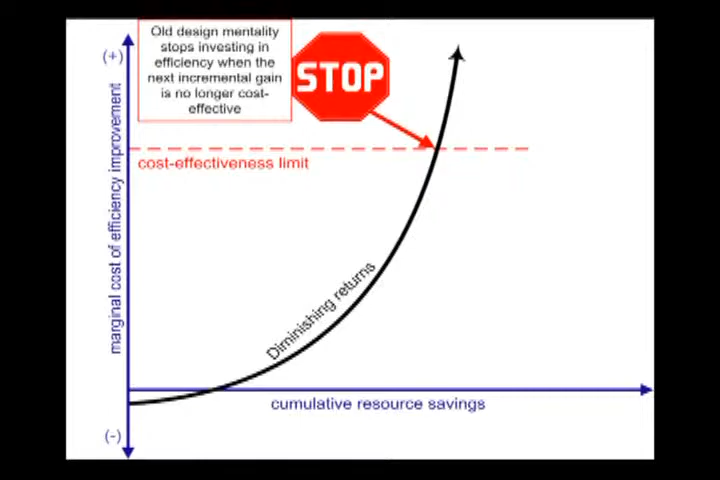 Old design mentality
stops investing in
efficiency when the
next incremental gain
is no longer cost-
effective
STOP
(+)
cost-effectiveness limit
marginal cost of efficiency improvement
Diminishing returns
cumulative resource savings
(-)